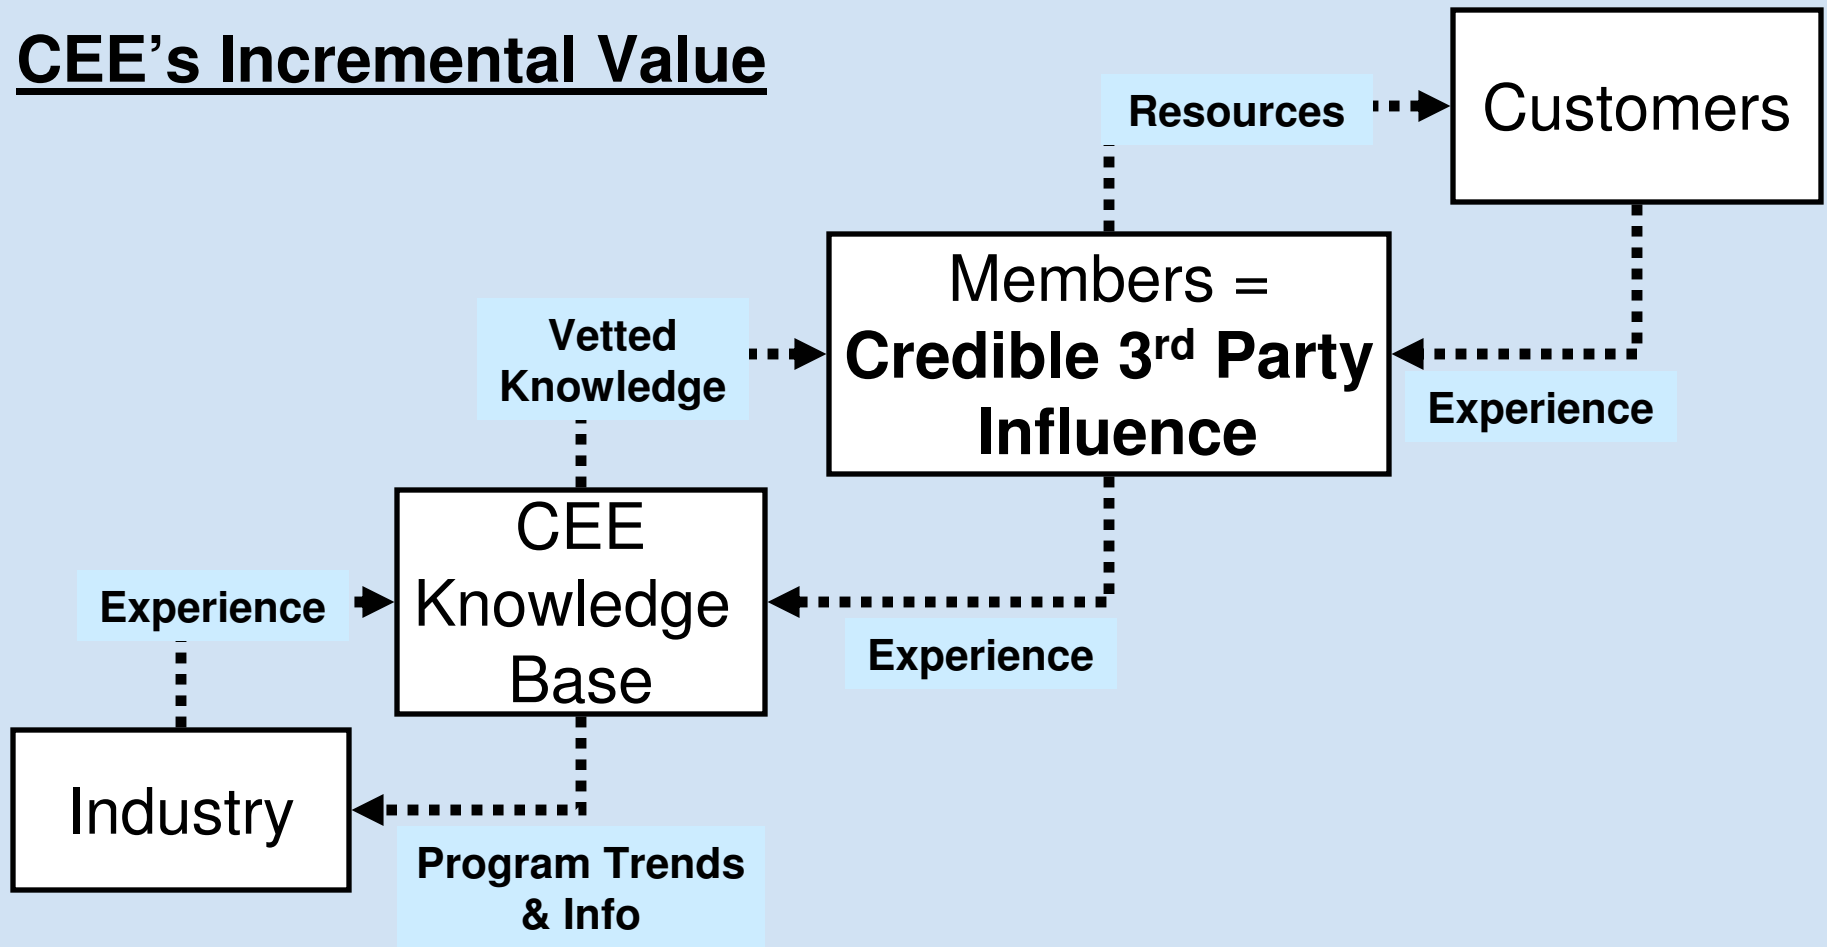 CEE’s Incremental Value
Resources
Customers
Members =
Credible 3rd Party
Influence
Vetted
Knowledge
Experience
CEE
Knowledge
Base
Experience
Experience
Industry
Program Trends
& Info